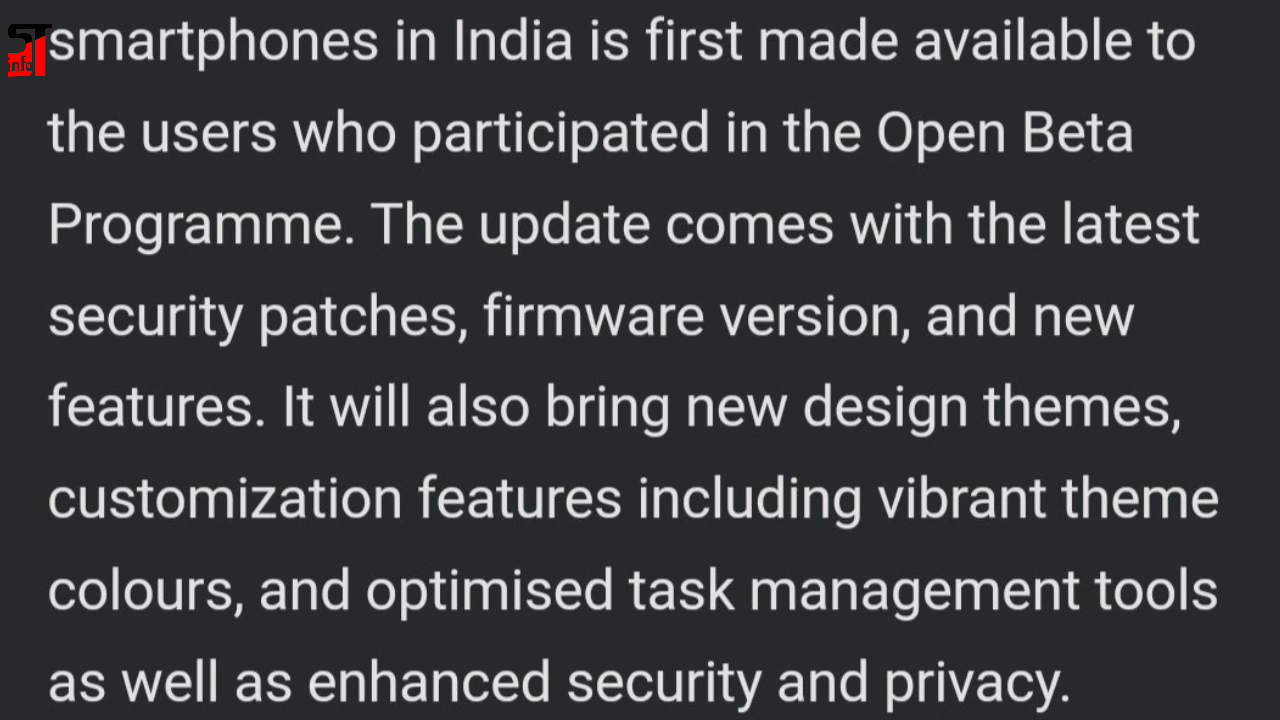 ST
info
smartphones in India is first made available to
the users who participated in the Open Beta
Programme. The update comes with the latest
security patches, firmware version, and new
features. It will also bring new design themes,
customization features including vibrant theme
colours, and optimised task management tools
as well as enhanced security and privacy.